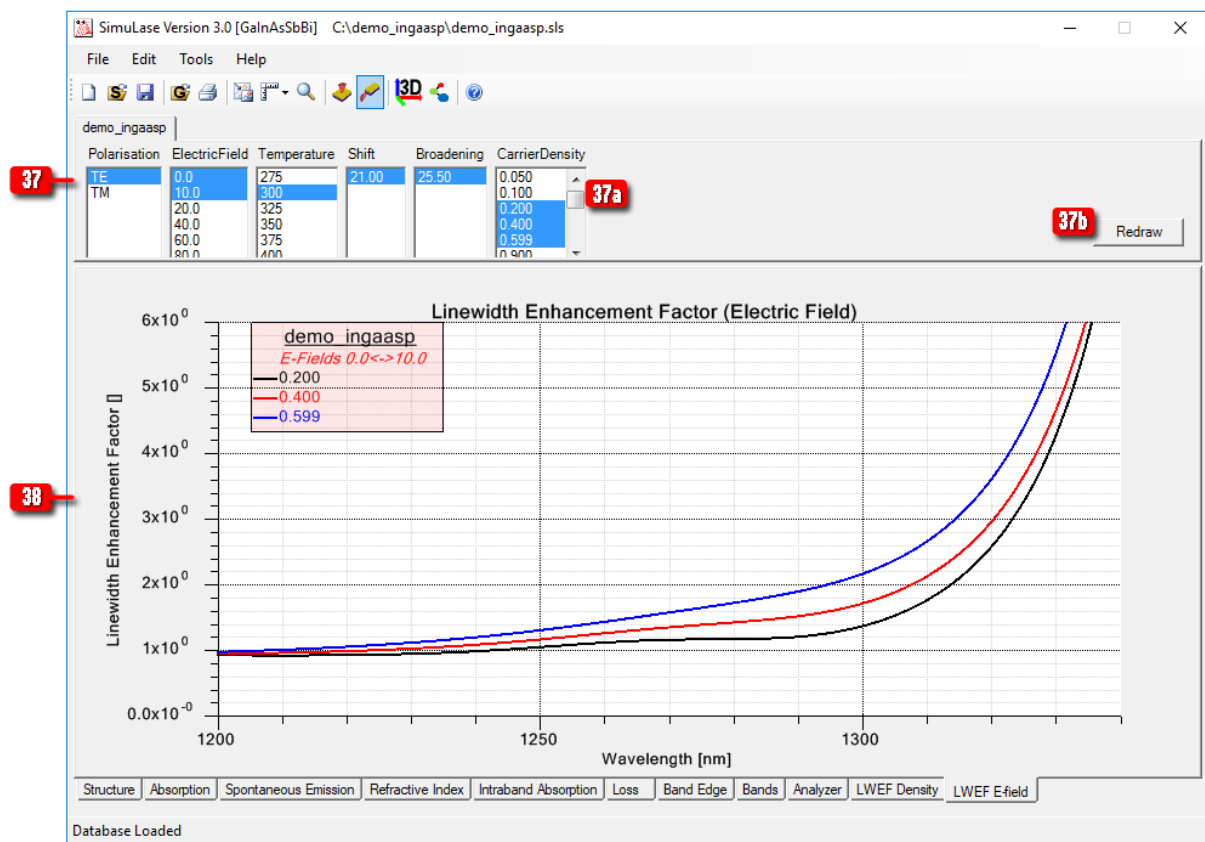 SimuLase Version 3.0 [GaInAsSbBi] C:\demo_ingaasp\demo_ingaasp.sls
File Edit Tools Help
S G 3D
demo_ingaasp
Polarisation ElectricField Temperature Shift Broadening CarrierDensity
37 TE 0.0 275 21.00 25.50 0.050
TM 10.0 300 0.100 37a
20.0 325 0.200
40.0 350 0.400 37b Redraw
60.0 375 0.599
80.0 400 0.900
Linewidth Enhancement Factor (Electric Field)
6x10⁰
demo_ingaasp
E-Fields 0.0<->10.0
0.200
5x10⁰
0.400
0.599
4x10⁰
38
3x10⁰
2x10⁰
1x10⁰
0.0x10⁻⁰
Linewidth Enhancement Factor []
1200 1250 1300
Wavelength [nm]
Structure Absorption Spontaneous Emission Refractive Index Intraband Absorption Loss Band Edge Bands Analyzer LWEF Density LWEF E-field
Database Loaded